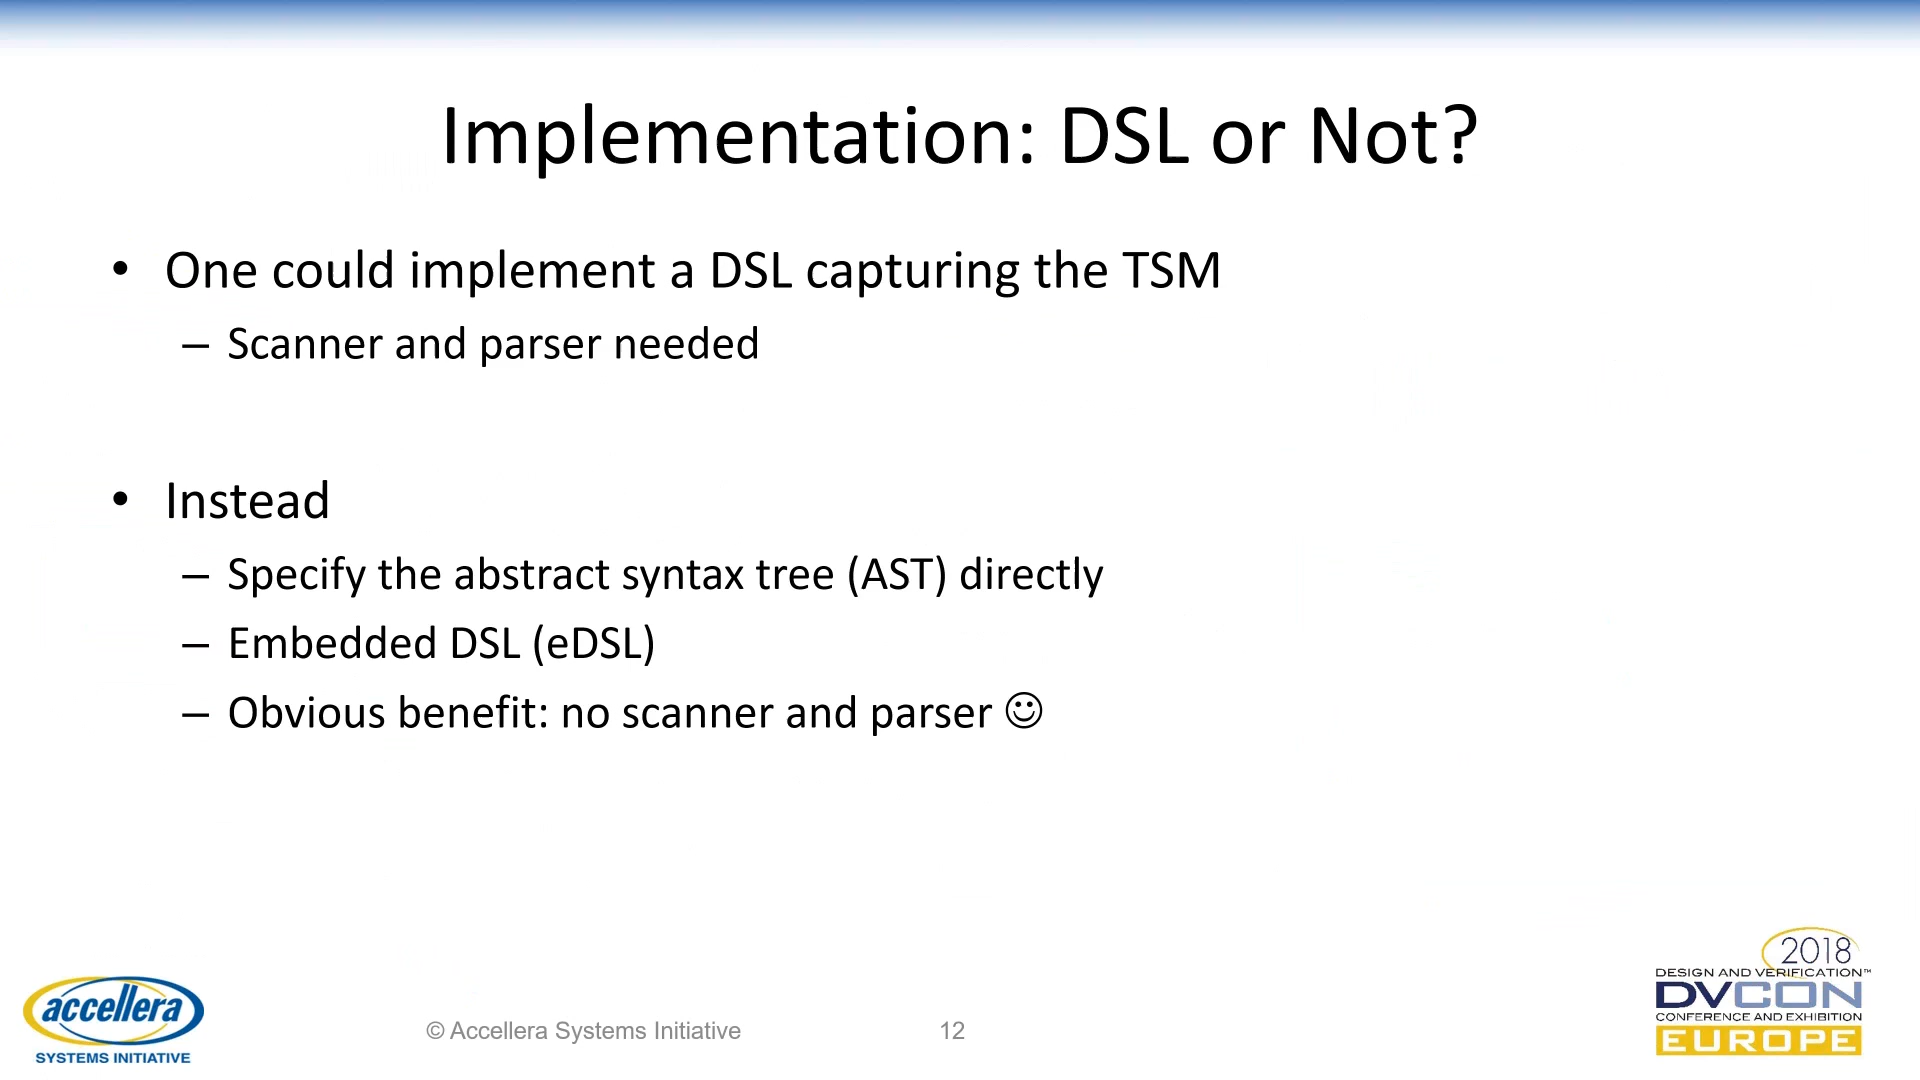 Implementation: DSL or Not?
• One could implement a DSL capturing the TSM
– Scanner and parser needed
• Instead
– Specify the abstract syntax tree (AST) directly
– Embedded DSL (eDSL)
– Obvious benefit: no scanner and parser ☺
accellera
SYSTEMS INITIATIVE
© Accellera Systems Initiative
12
2018
DESIGN AND VERIFICATION™
DVCON
CONFERENCE AND EXHIBITION
EUROPE